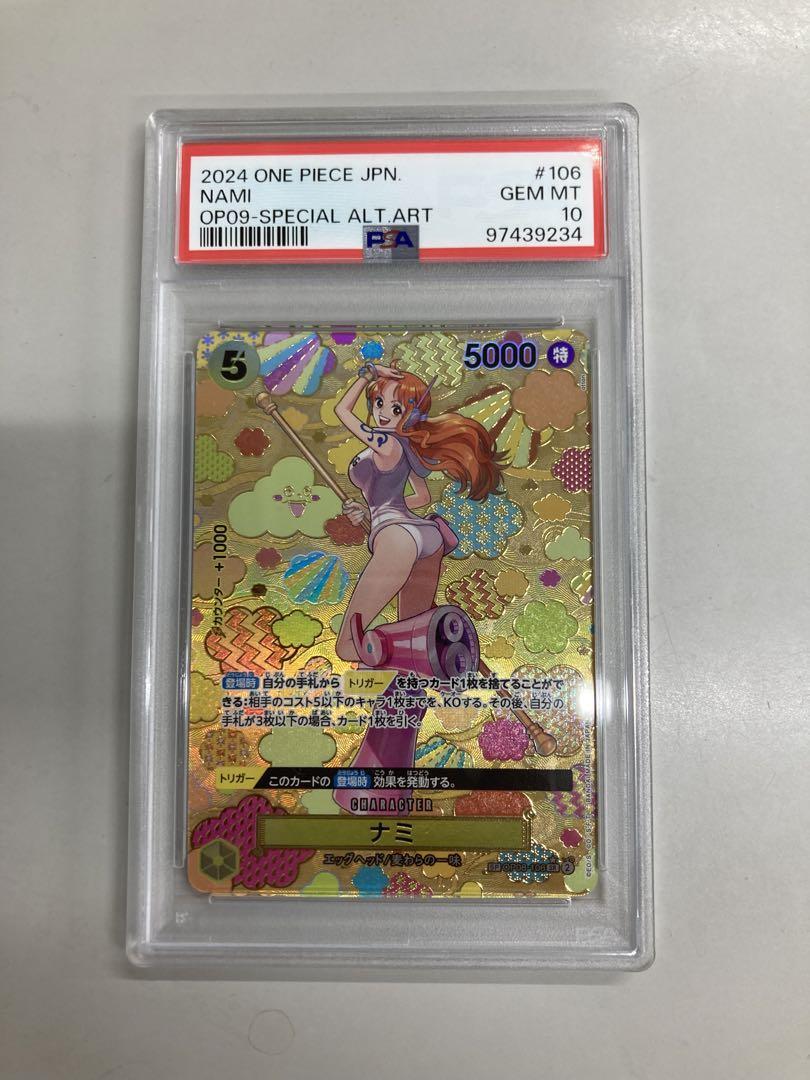 2024 ONE PIECE JPN.
#106
NAMI
GEM MT
OP09-SPECIAL ALT.ART
10
PSA
97439234
5
5000
特
カウンター +1000
登場時 自分の手札から トリガー を持つカード1枚を捨てることがで
きる:相手のコスト5以下のキャラ1枚までを、KOする。その後、自分の
手札が3枚以下の場合、カード1枚を引く。
トリガー このカードの 登場時 効果を発動する。
CHARACTER
ナミ
エッグヘッド/麦わらの一味
2
PSA